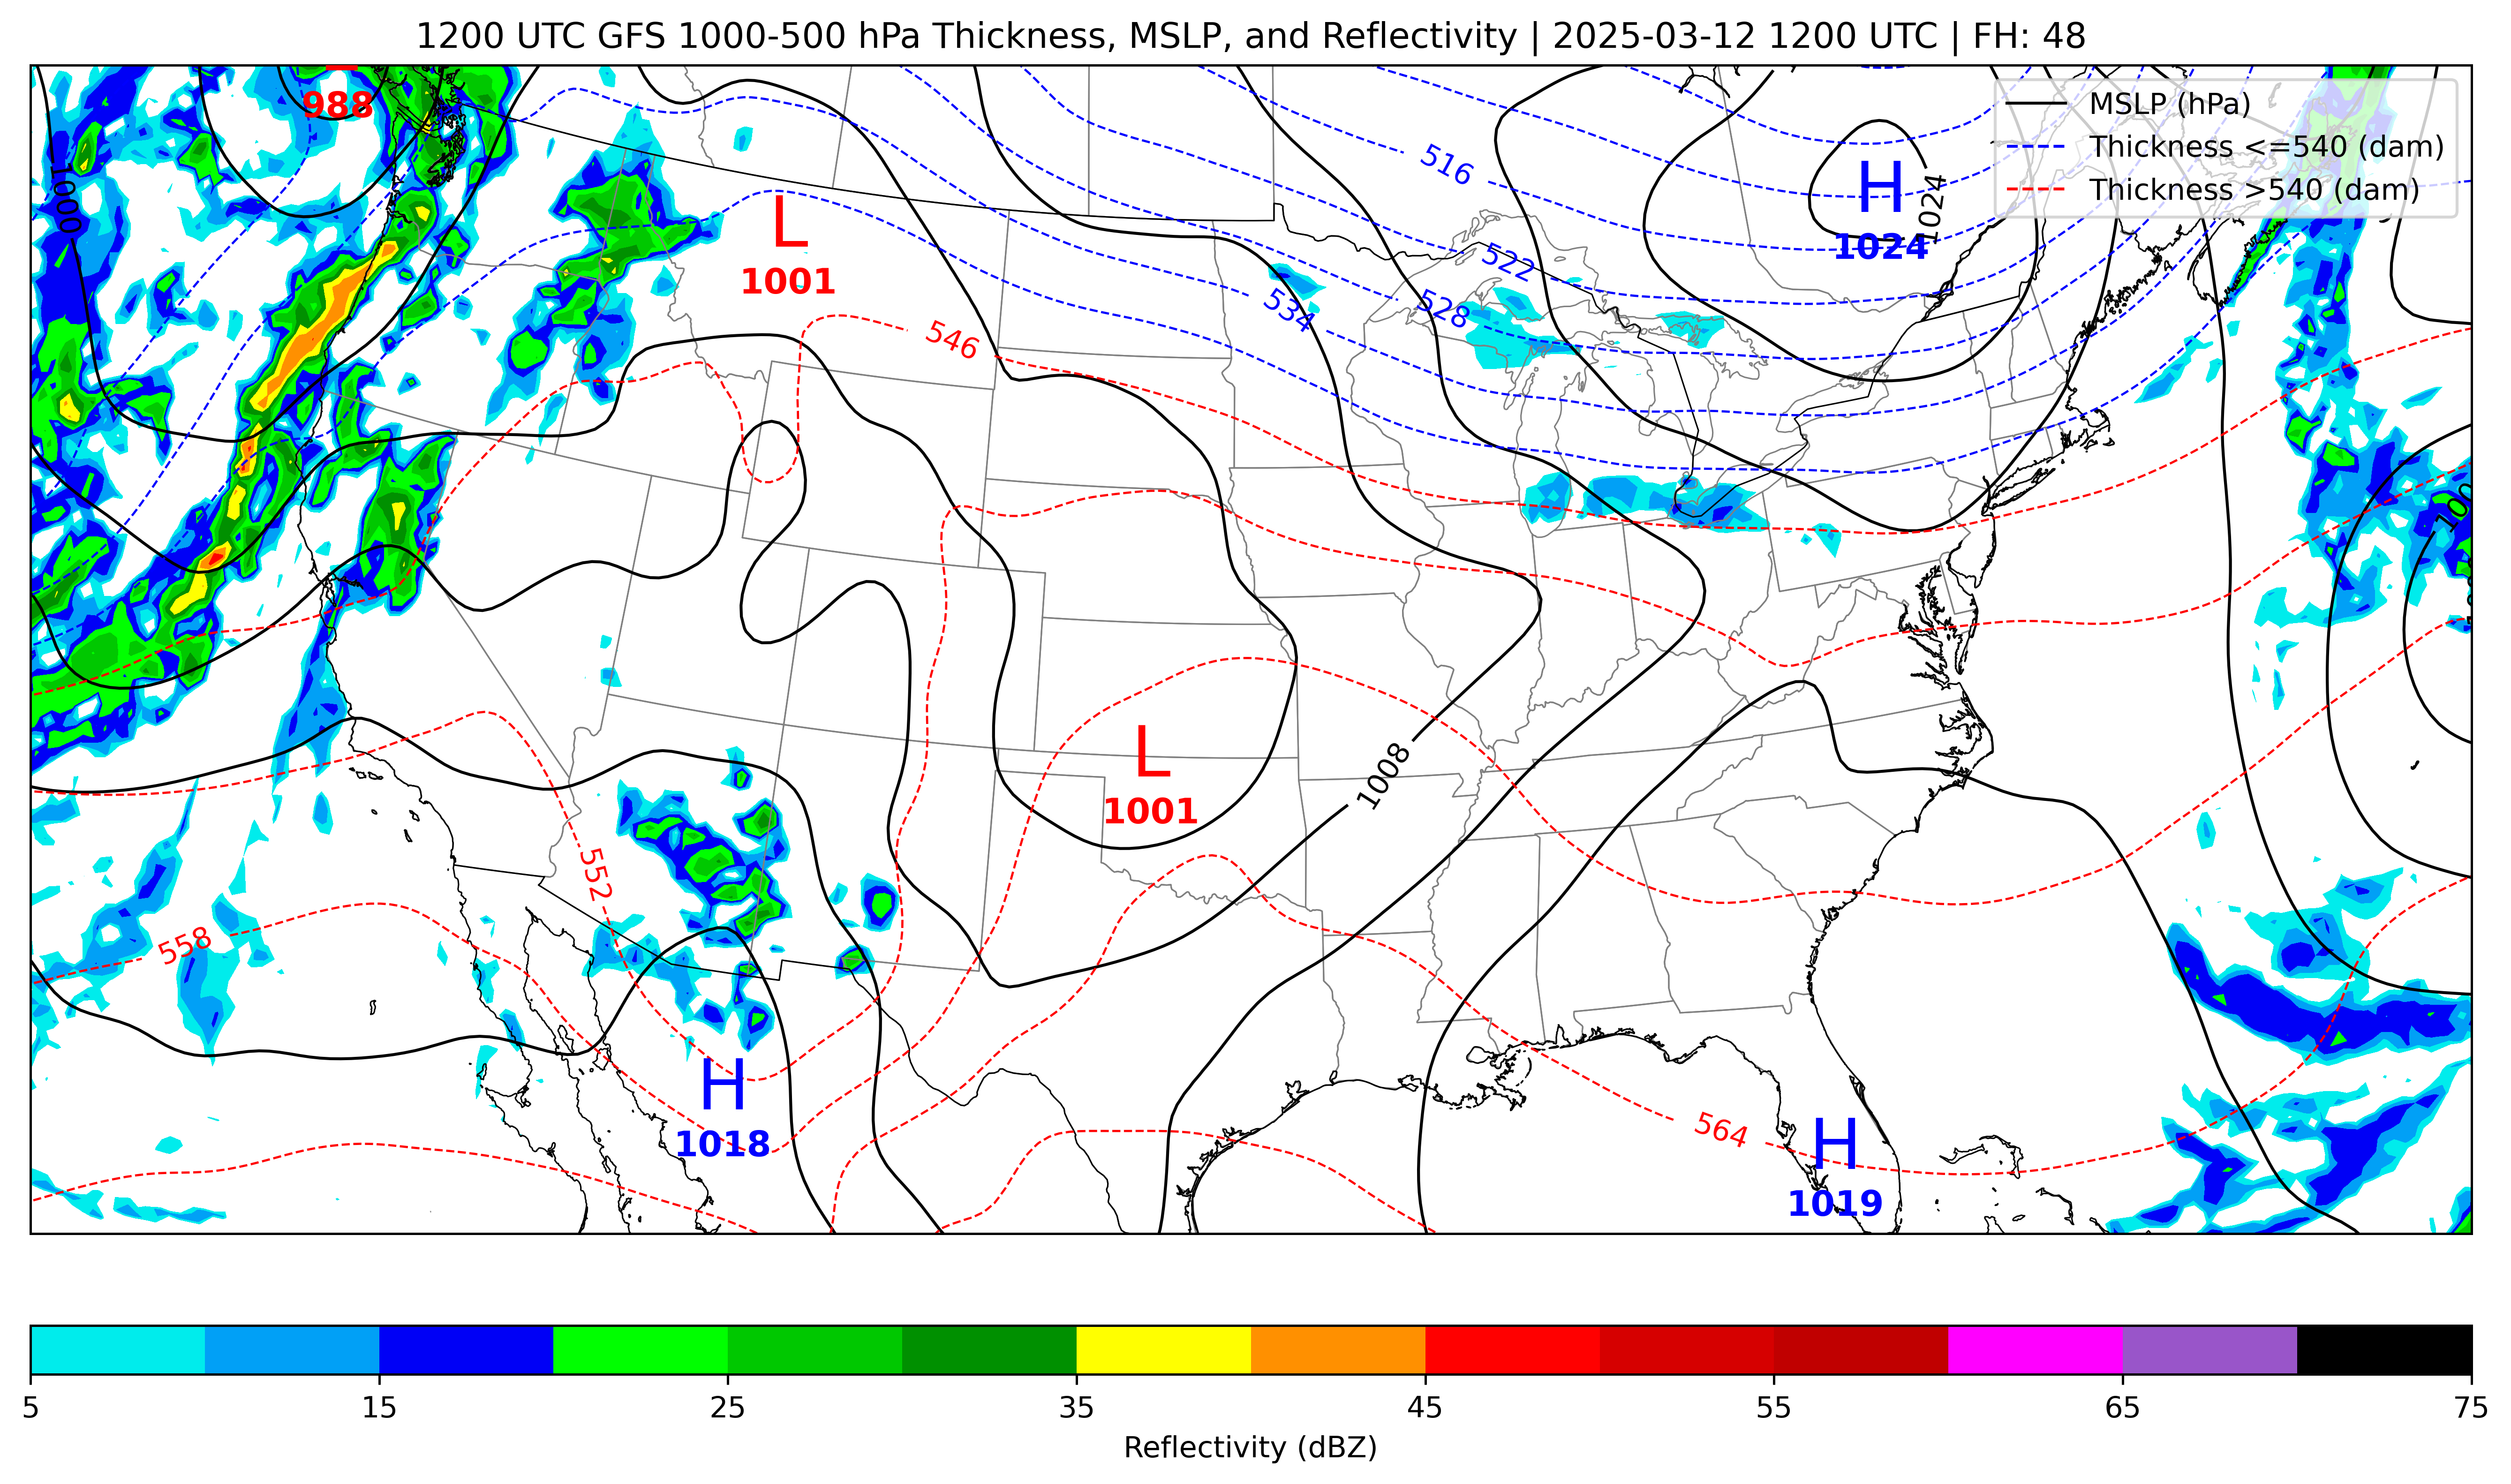 1200 UTC GFS 1000-500 hPa Thickness, MSLP, and Reflectivity | 2025-03-12 1200 UTC | FH: 48
MSLP (hPa)
Thickness <=540 (dam)
Thickness >540 (dam)
988
1000
516
H
1024
1024
L
1001
522
528
534
546
L
1001
1008
552
558
H
1018
564
H
1019
5
15
25
35
45
55
65
75
Reflectivity (dBZ)